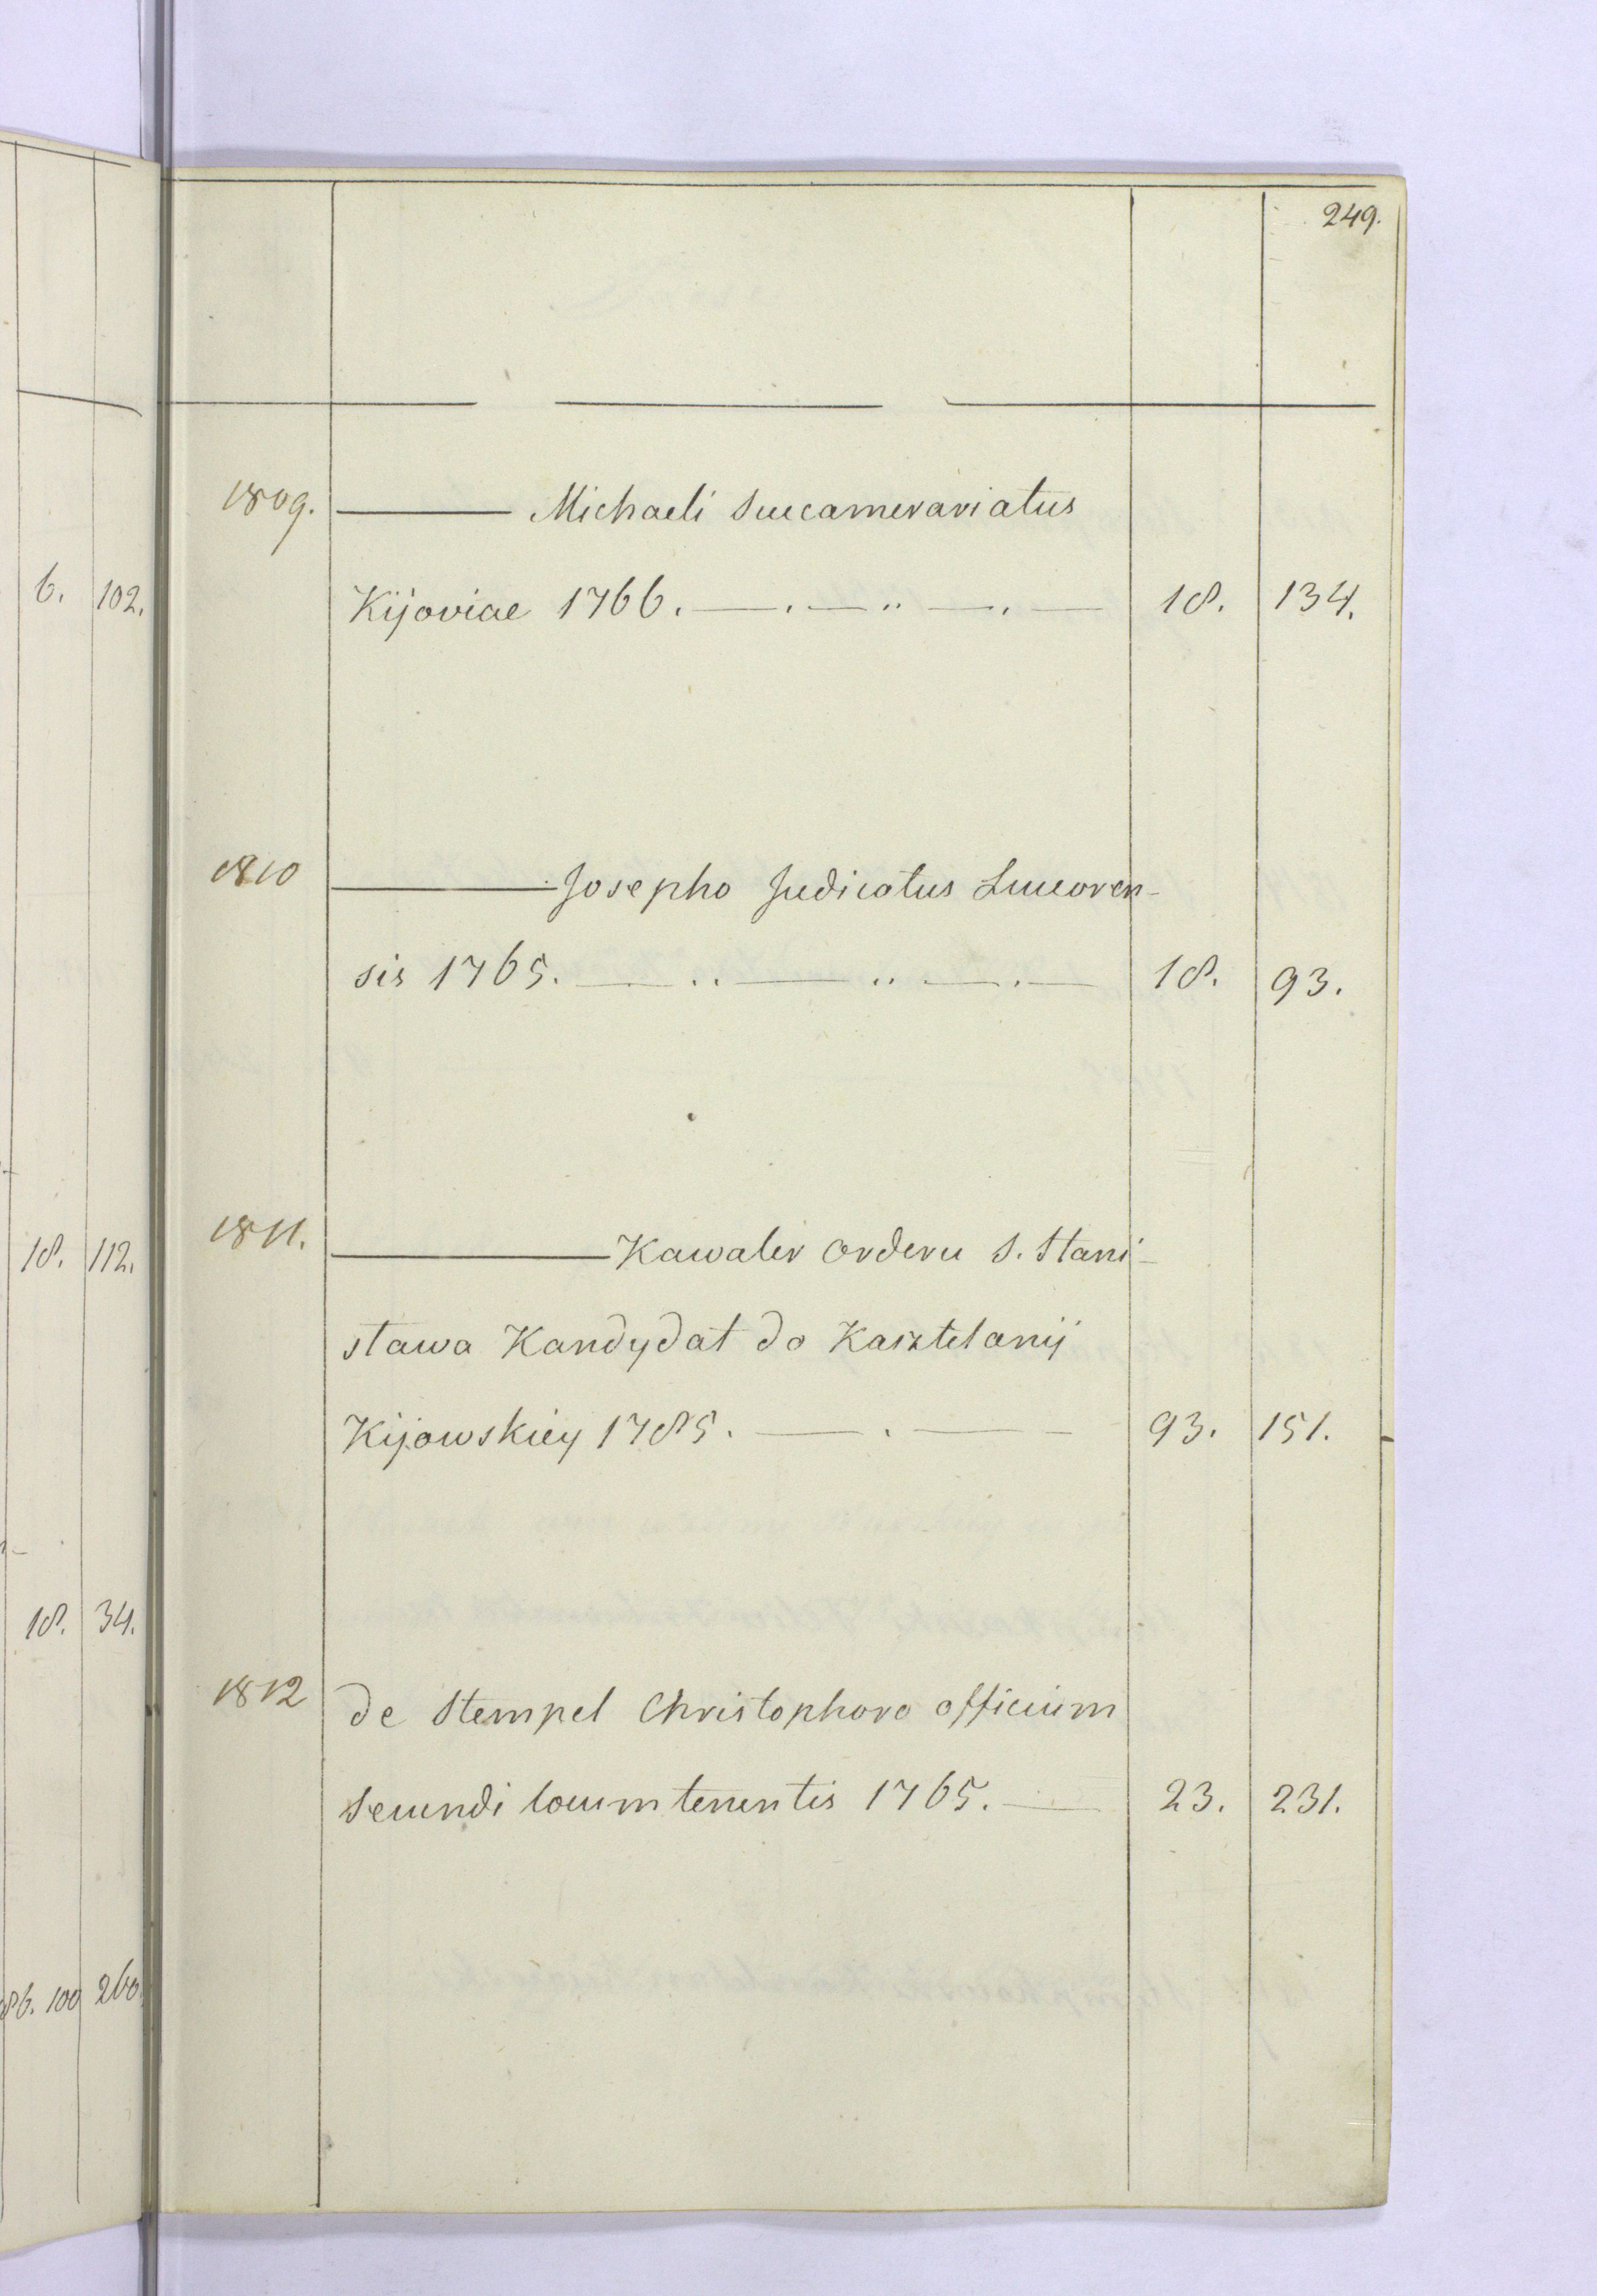 249.
1809. ——— Michaeli Succamerariatus
Kijoviae 1766. —.—..—.— 18. 134.
1810 ——— Josepho Judicatus Luceoren-
sis 1765. —..—..—.— 18. 93.
1811. ——— Kawaler Orderu S. Stani-
sława Kandydat do Kasztelanij
Kijowskiey 1785. —.— — 93. 151.
1812 de Stempel Christophoro officium
Secundi locumtenentis 1765. — 23. 231.
6. 102.
18. 112.
18. 34.
86. 100 260.